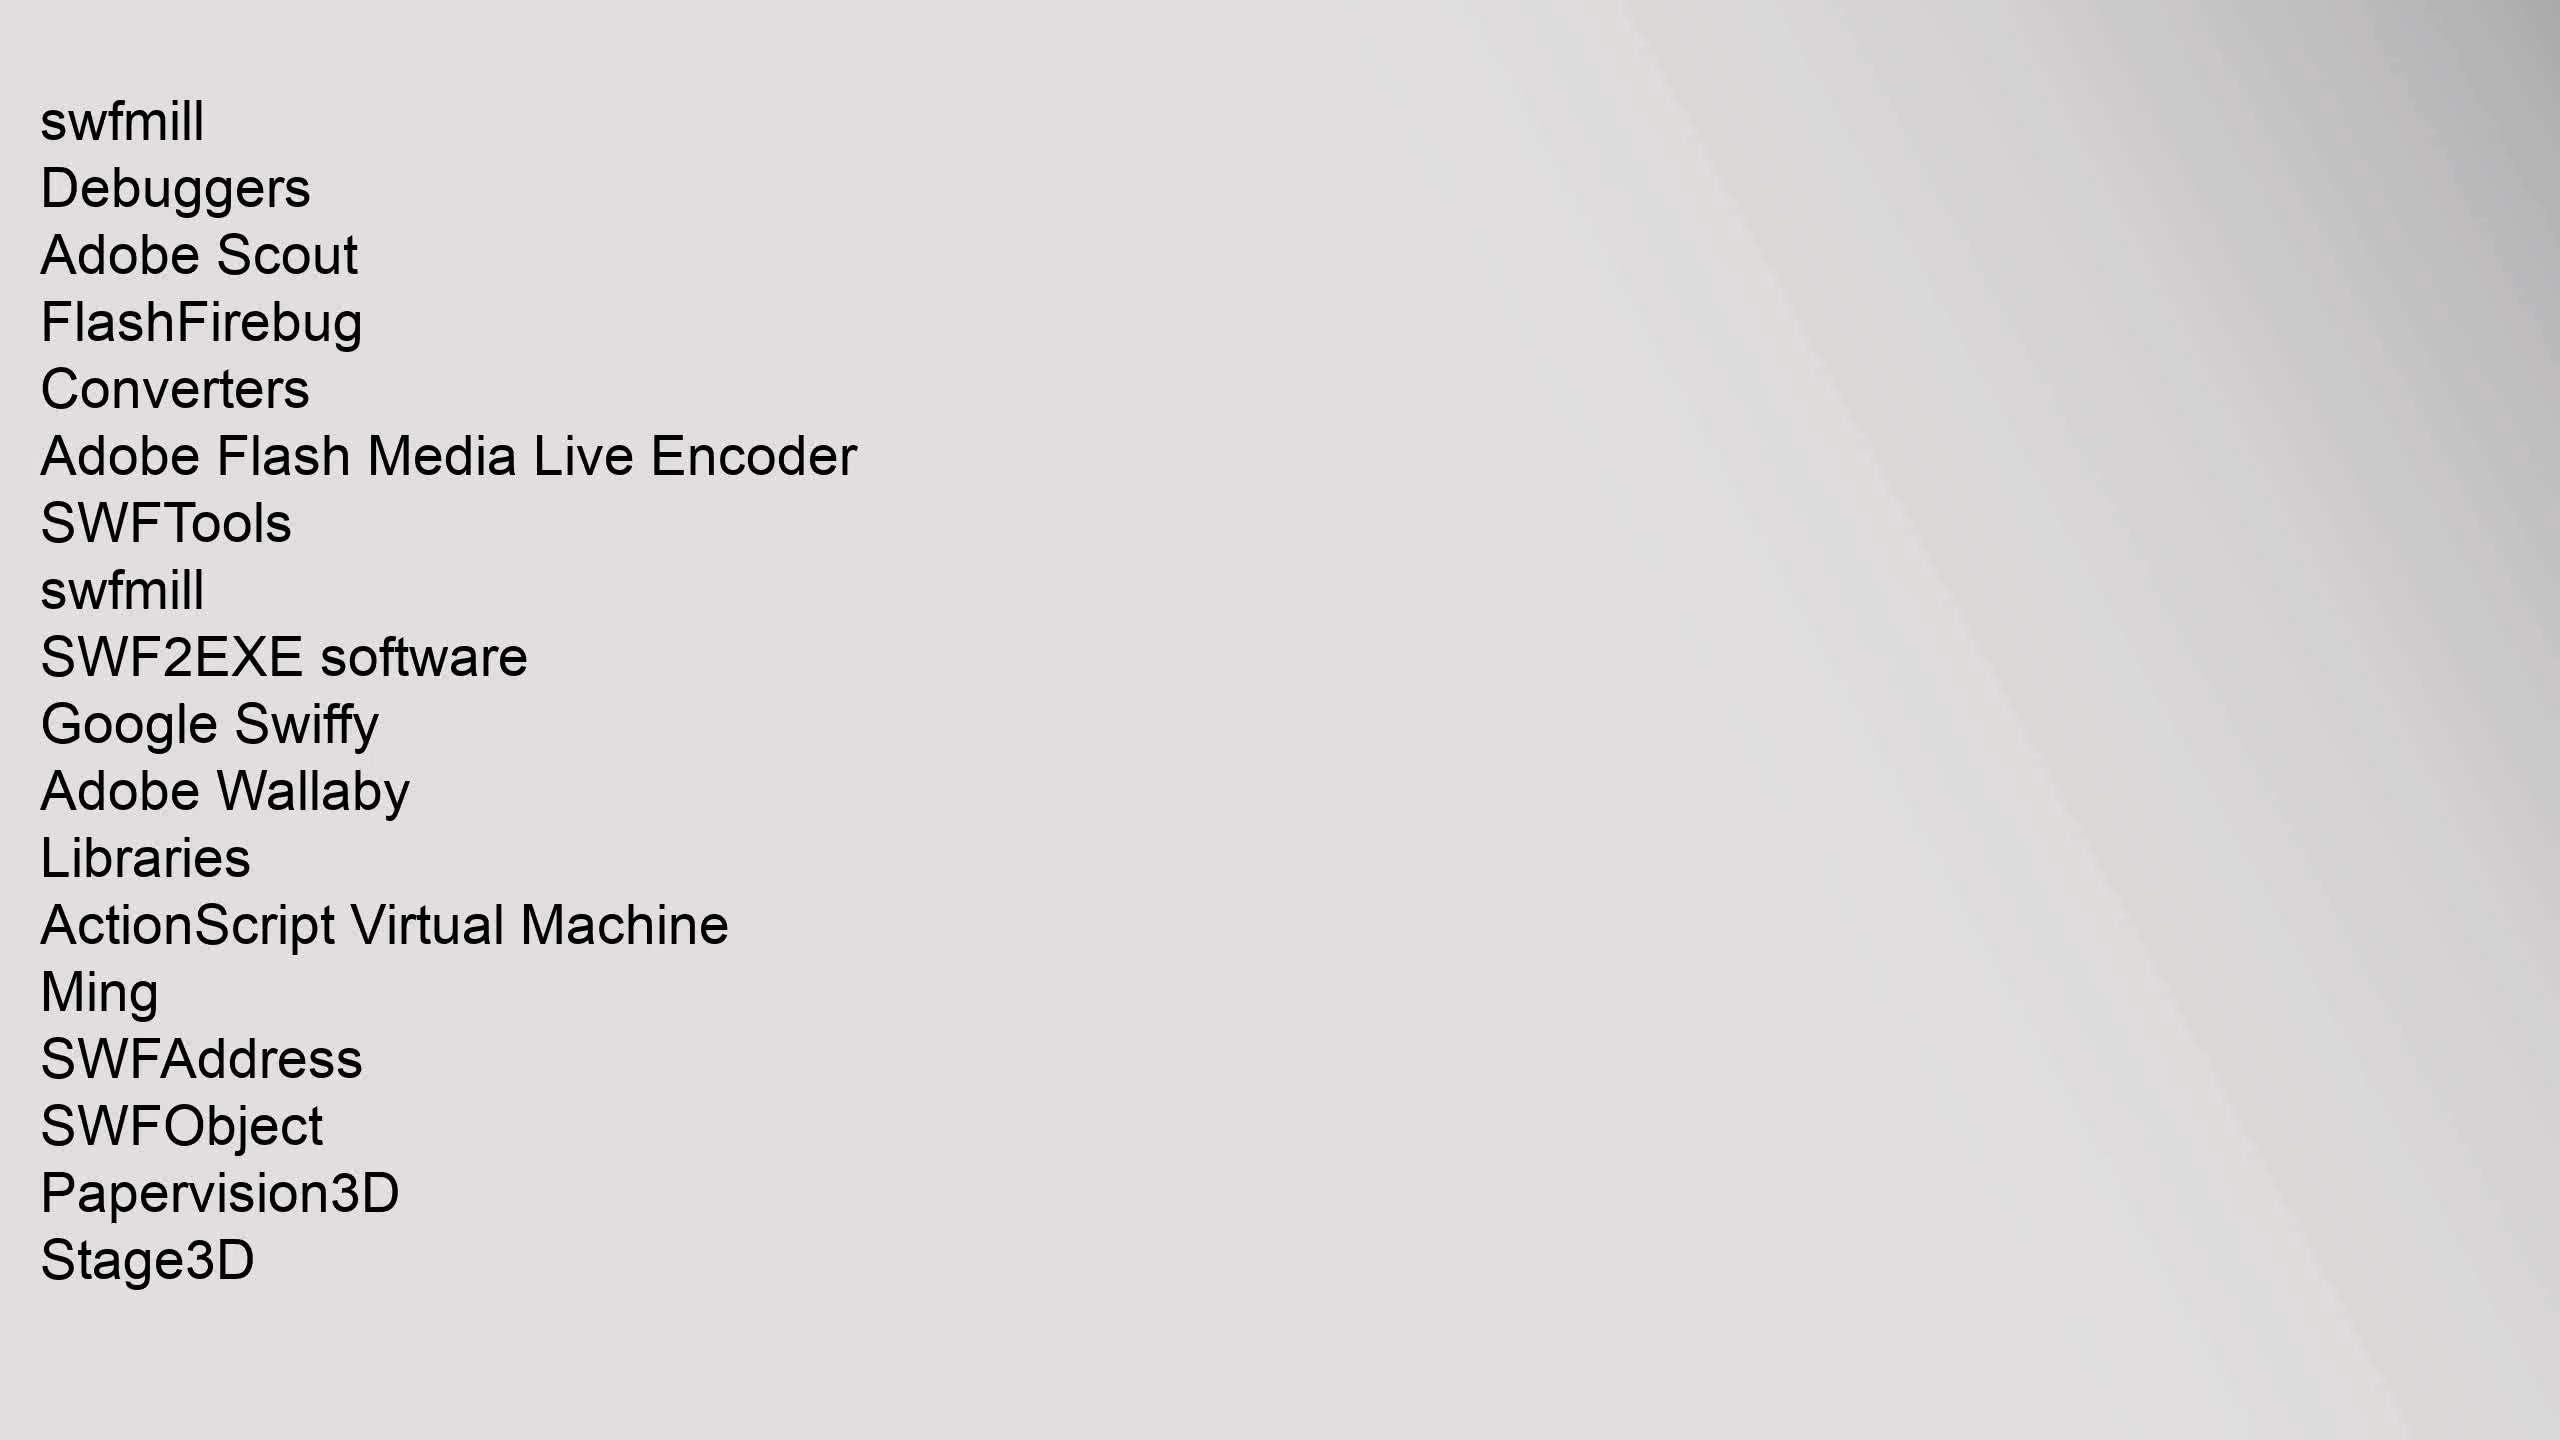 swfmill
Debuggers
Adobe Scout
FlashFirebug
Converters
Adobe Flash Media Live Encoder
SWFTools
swfmill
SWF2EXE software
Google Swiffy
Adobe Wallaby
Libraries
ActionScript Virtual Machine
Ming
SWFAddress
SWFObject
Papervision3D
Stage3D